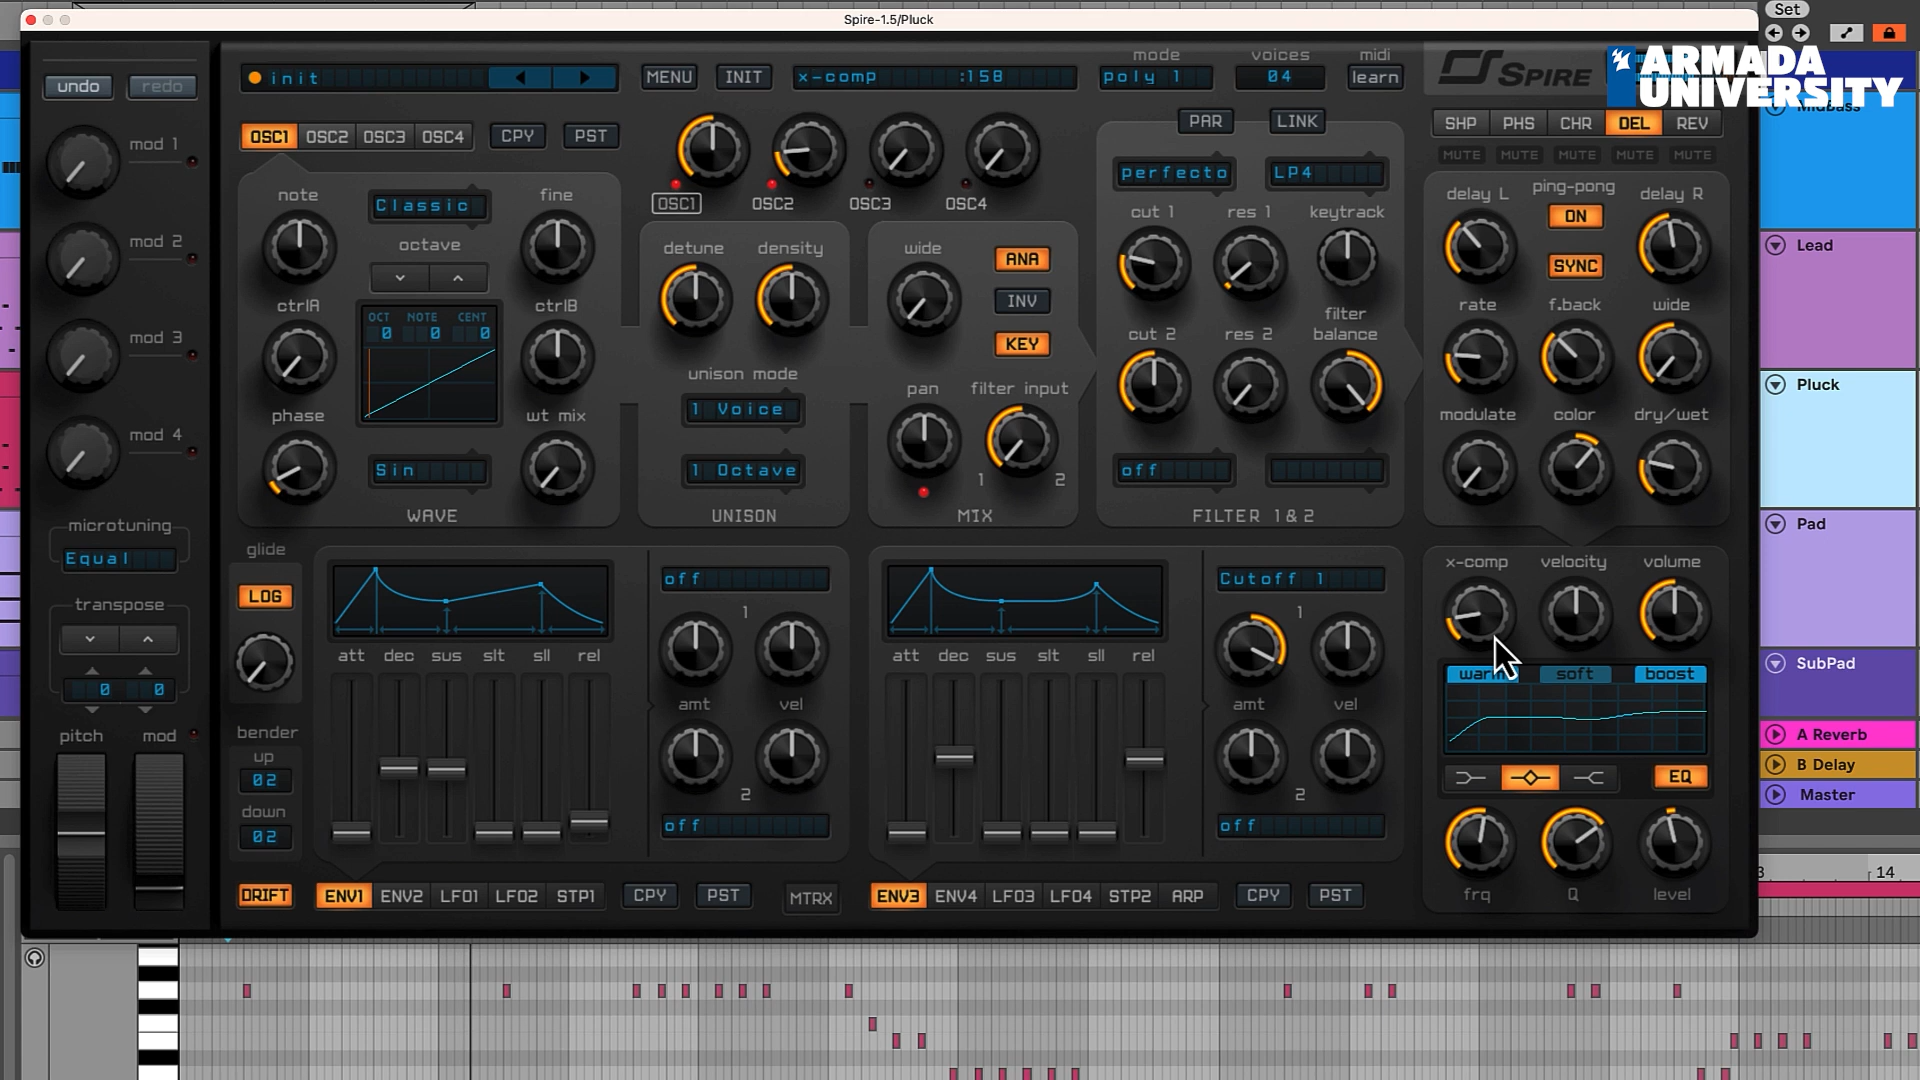 Spire-1.5/Pluck
Set
ARMADA
UNIVERSITY
undo redo
init
MENU INIT
x-comp :158
mode
poly 1
voices
04
midi
learn
SPIRE
mod 1
mod 2
mod 3
mod 4
microtuning
Equal
transpose
0 0
pitch mod
OSC1 OSC2 OSC3 OSC4 CPY PST
note
Classic
fine
octave
ctrlA
OCT NOTE CENT
0 0 0
ctrlB
phase
Sin
wt mix
WAVE
OSC1 OSC2 OSC3 OSC4
detune density
unison mode
1 Voice
1 Octave
UNISON
wide
ANA
INV
KEY
pan filter input
1 2
MIX
PAR LINK
perfecto LP4
cut 1 res 1 keytrack
cut 2 res 2
filter
balance
off
FILTER 1&2
SHP PHS CHR DEL REV
MUTE MUTE MUTE MUTE MUTE
delay L ping-pong delay R
ON
SYNC
rate f.back wide
modulate color dry/wet
glide
LOG
bender
up
02
down
02
DRIFT
att dec sus slt sll rel
off
1
amt vel
2
off
ENV1 ENV2 LFO1 LFO2 STP1 CPY PST
MTRX
att dec sus slt sll rel
Cutoff 1
1
amt vel
2
off
ENV3 ENV4 LFO3 LFO4 STP2 ARP CPY PST
x-comp velocity volume
warm soft boost
EQ
frq Q level
MidBass
Lead
Pluck
Pad
SubPad
A Reverb
B Delay
Master
3 14